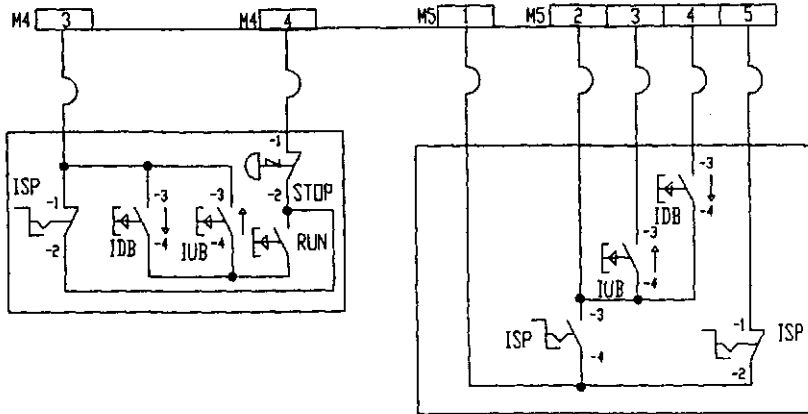 M4 3 M4 4 M5 1 M5 2 3 4 5
-1
ISP -3
-1 -3 -3 -2 STOP -4
IDB
-2 -4 -4 RUN -3
IDB IUB
-4
IUB
-3 -1 ISP
ISP
-4 -2